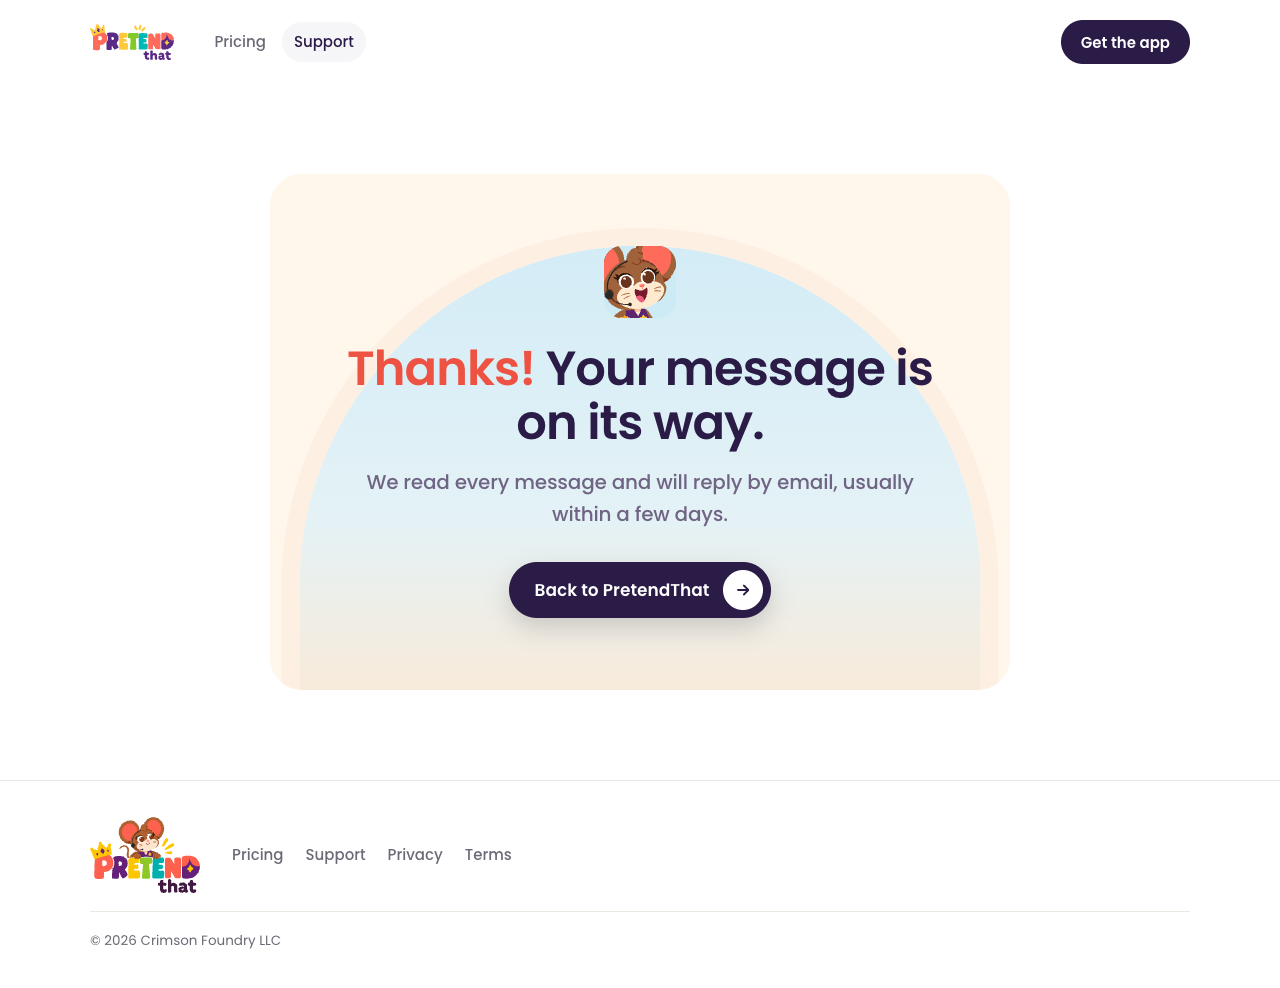 PRETEND
that
Pricing
Support
Get the app
Thanks! Your message is
on its way.
We read every message and will reply by email, usually
within a few days.
Back to PretendThat
PRETEND
that
Pricing
Support
Privacy
Terms
© 2026 Crimson Foundry LLC